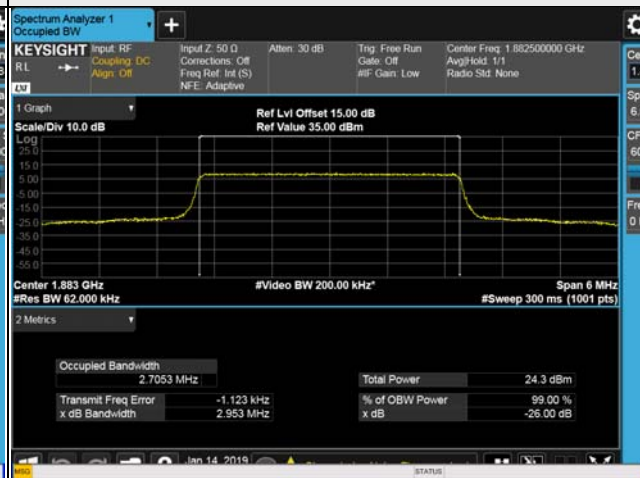 Spectrum Analyzer 1
Occupied BW
+
KEYSIGHT
RL
LXI
Input: RF
Coupling: DC
Align: Off
Input Z: 50 Ω
Corrections: Off
Freq Ref: Int (S)
NFE: Adaptive
Atten: 30 dB
Trig: Free Run
Gate: Off
#IF Gain: Low
Center Freq: 1.882500000 GHz
Avg|Hold: 1/1
Radio Std: None
1 Graph
Scale/Div 10.0 dB
Ref Lvl Offset 15.00 dB
Ref Value 35.00 dBm
Log
25.0
15.0
5.00
-5.00
-15.0
-25.0
-35.0
-45.0
-55.0
Center 1.883 GHz
#Res BW 62.000 kHz
#Video BW 200.00 kHz*
Span 6 MHz
#Sweep 300 ms (1001 pts)
2 Metrics
Occupied Bandwidth
2.7053 MHz
Total Power 24.3 dBm
Transmit Freq Error -1.123 kHz
% of OBW Power 99.00 %
x dB Bandwidth 2.953 MHz
x dB -26.00 dB
Jan 14, 2019
MSG
STATUS